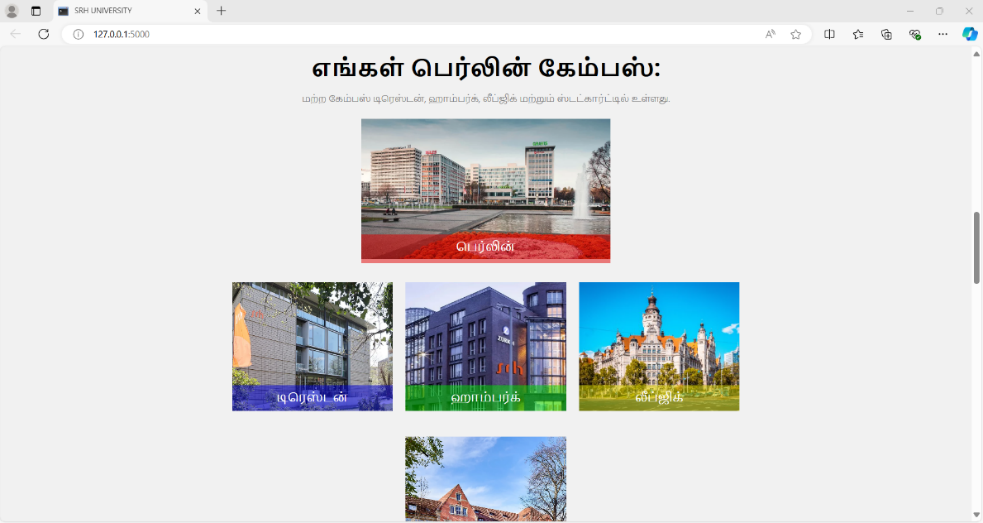 SRH UNIVERSITY
127.0.0.1:5000
எங்கள் பெர்லின் கேம்பஸ்:
மற்ற கேம்பஸ் டிரெஸ்டன், ஹாம்பர்க், லீப்ஜிக் மற்றும் ஸ்டட்கார்ட்டில் உள்ளது.
பெர்லின்
டிரெஸ்டன்
ஹாம்பர்க்
லீப்ஜிக்
srh